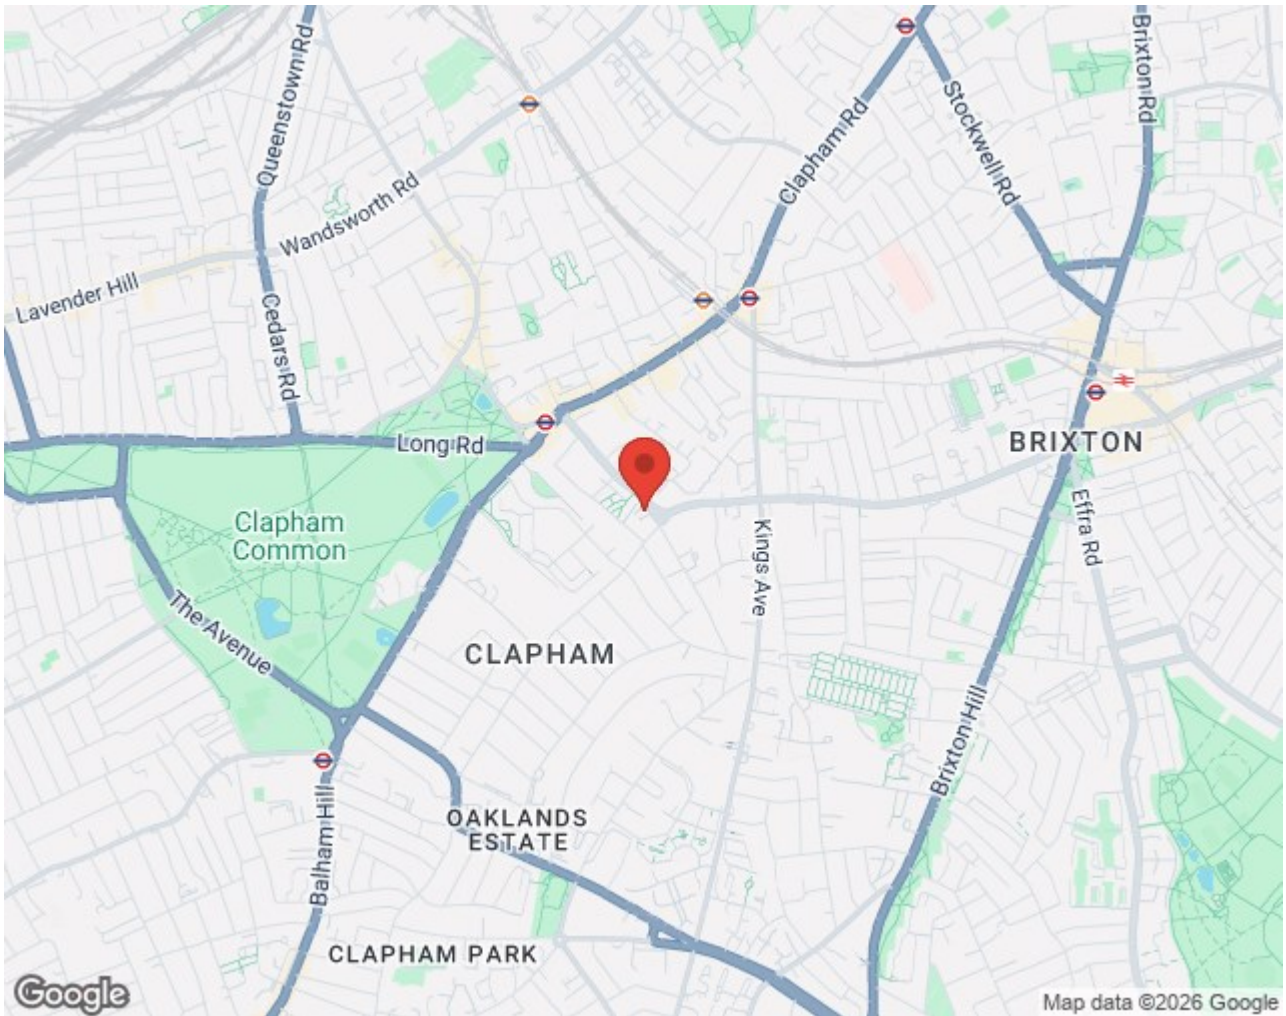 Queenstown Rd
Brixton Rd
Clapham Rd
Stockwell Rd
Wandsworth Rd
Lavender Hill
Cedars Rd
Long Rd
BRIXTON
Clapham
Common
Kings Ave
Effra Rd
The Avenue
CLAPHAM
Brixton Hill
OAKLANDS
ESTATE
Balham Hill
CLAPHAM PARK
Google
Map data ©2026 Google